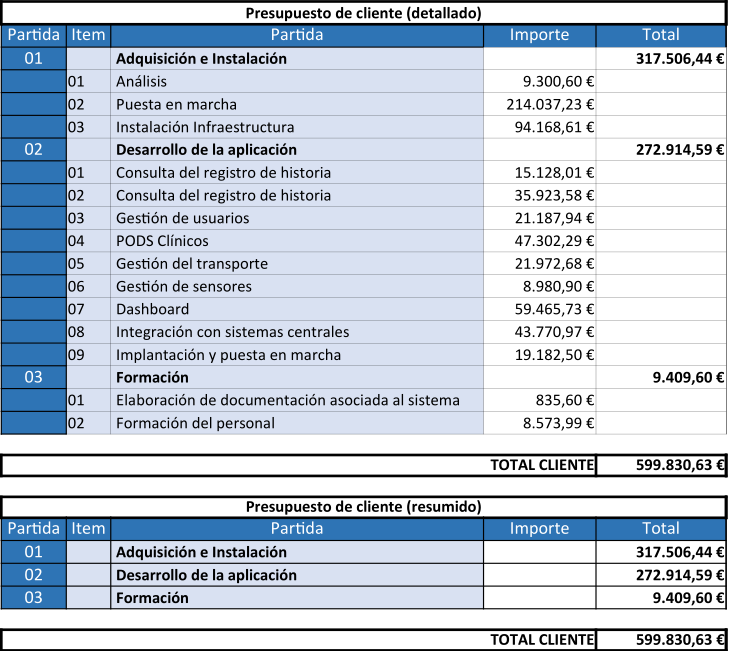 Presupuesto de cliente (detallado)
Partida Item Partida Importe Total
01 Adquisición e Instalación 317.506,44 €
01 Análisis 9.300,60 €
02 Puesta en marcha 214.037,23 €
03 Instalación Infraestructura 94.168,61 €
02 Desarrollo de la aplicación 272.914,59 €
01 Consulta del registro de historia 15.128,01 €
02 Consulta del registro de historia 35.923,58 €
03 Gestión de usuarios 21.187,94 €
04 PODS Clínicos 47.302,29 €
05 Gestión del transporte 21.972,68 €
06 Gestión de sensores 8.980,90 €
07 Dashboard 59.465,73 €
08 Integración con sistemas centrales 43.770,97 €
09 Implantación y puesta en marcha 19.182,50 €
03 Formación 9.409,60 €
01 Elaboración de documentación asociada al sistema 835,60 €
02 Formación del personal 8.573,99 €
TOTAL CLIENTE 599.830,63 €
Presupuesto de cliente (resumido)
Partida Item Partida Importe Total
01 Adquisición e Instalación 317.506,44 €
02 Desarrollo de la aplicación 272.914,59 €
03 Formación 9.409,60 €
TOTAL CLIENTE 599.830,63 €